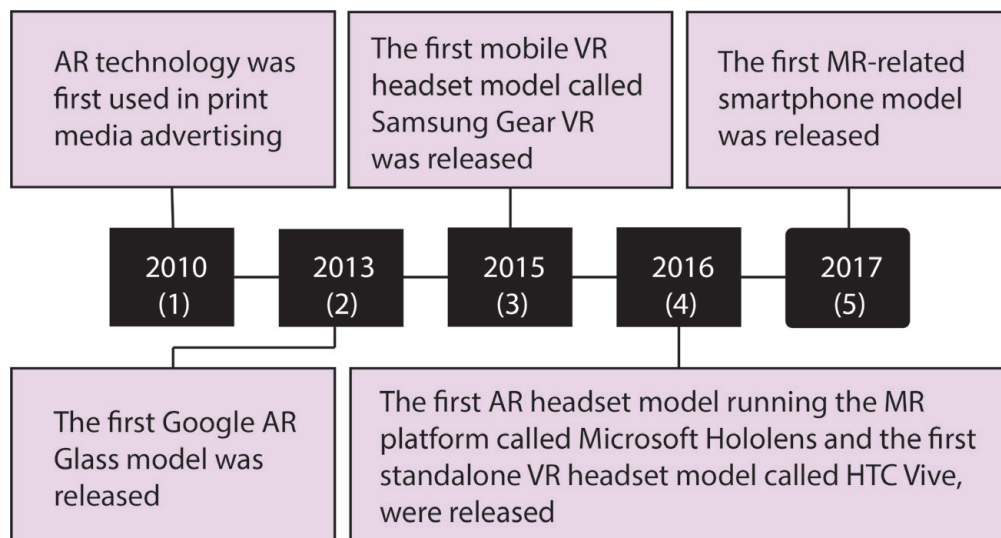 AR technology was
first used in print
media advertising
The first mobile VR
headset model called
Samsung Gear VR
was released
The first MR-related
smartphone model
was released
2010
(1)
2013
(2)
2015
(3)
2016
(4)
2017
(5)
The first Google AR
Glass model was
released
The first AR headset model running the MR
platform called Microsoft Hololens and the first
standalone VR headset model called HTC Vive,
were released